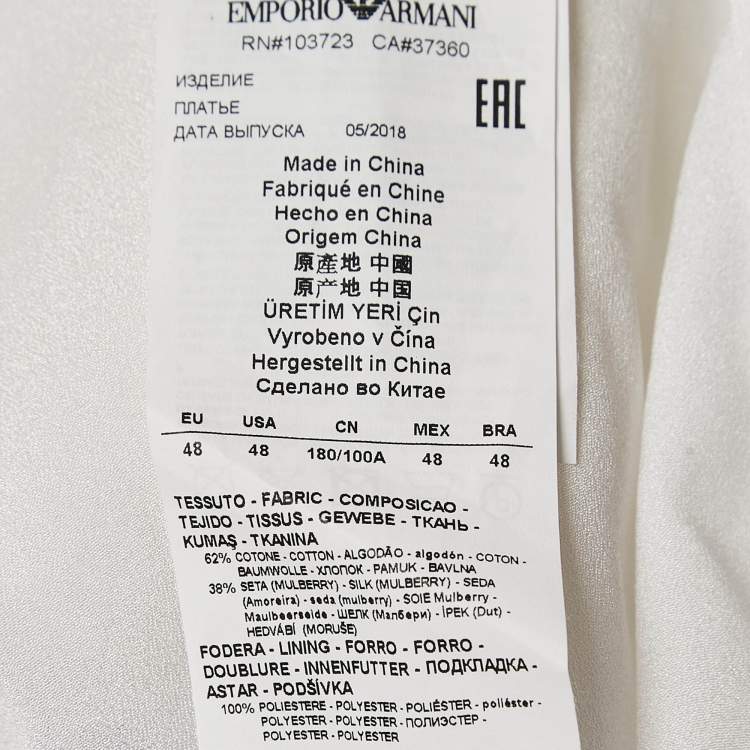 EMPORIO ARMANI
RN#103723 CA#37360
ИЗДЕЛИЕ
ПЛАТЬЕ
ДАТА ВЫПУСКА 05/2018
EAC
Made in China
Fabriqué en Chine
Hecho en China
Origem China
原產地 中國
原产地 中国
ÜRETİM YERİ Çin
Vyrobeno v Čína
Hergestellt in China
Сделано во Китае
EU USA CN MEX BRA
48 48 180/100A 48 48
TESSUTO - FABRIC - COMPOSICAO -
TEJIDO - TISSUS - GEWEBE - ТКАНЬ -
KUMAŞ - TKANINA
62% COTONE - COTTON - ALGODÃO - algodón - COTON -
BAUMWOLLE - ХЛОПОК - PAMUK - BAVLNA
38% SETA (MULBERRY) - SILK (MULBERRY) - SEDA
(Amoreira) - seda (mulberry) - SOIE Mulberry -
Maulbeerseide - ШЕЛК (Малбери) - İPEK (Dut) -
HEDVÁBÍ (MORUŠE)
FODERA - LINING - FORRO - FORRO -
DOUBLURE - INNENFUTTER - ПОДКЛАДКА -
ASTAR - PODŠÍVKA
100% POLIESTERE - POLYESTER - POLIÉSTER - poliéster -
POLYESTER - POLYESTER - ПОЛИЭСТЕР -
POLYESTER - POLYESTER